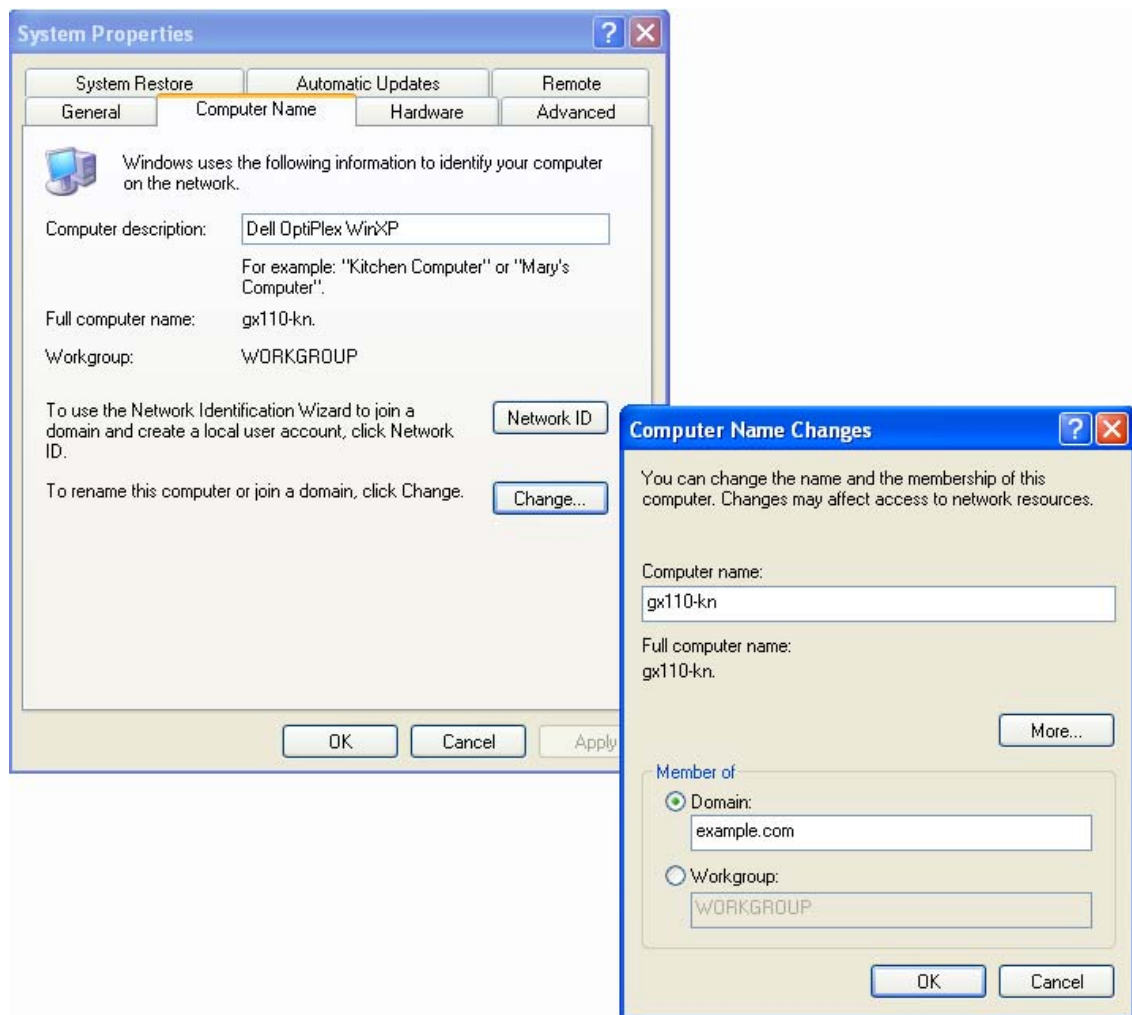 System Properties
System Restore
Automatic Updates
Remote
General
Computer Name
Hardware
Advanced
Windows uses the following information to identify your computer
on the network.
Computer description:
Dell OptiPlex WinXP
For example: "Kitchen Computer" or "Mary's
Computer".
Full computer name:
gx110-kn.
Workgroup:
WORKGROUP
To use the Network Identification Wizard to join a
domain and create a local user account, click Network
ID.
Network ID
To rename this computer or join a domain, click Change.
Change...
OK
Cancel
Apply
Computer Name Changes
You can change the name and the membership of this
computer. Changes may affect access to network resources.
Computer name:
gx110-kn
Full computer name:
gx110-kn.
More...
Member of
Domain:
example.com
Workgroup:
WORKGROUP
OK
Cancel